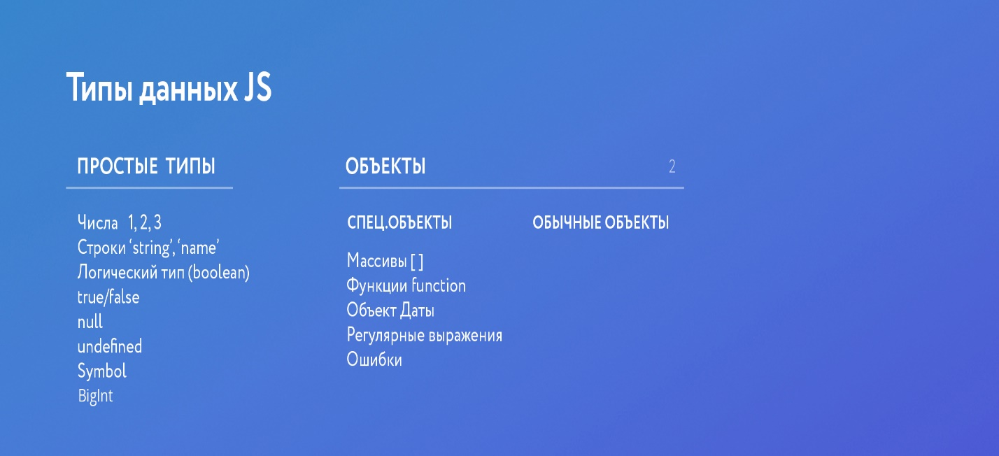 Типы данных JS
ПРОСТЫЕ ТИПЫ
Числа 1, 2, 3
Строки ‘string’, ‘name’
Логический тип (boolean)
true/false
null
undefined
Symbol
BigInt
ОБЪЕКТЫ 2
СПЕЦ.ОБЪЕКТЫ
Массивы [ ]
Функции function
Объект Даты
Регулярные выражения
Ошибки
ОБЫЧНЫЕ ОБЪЕКТЫ